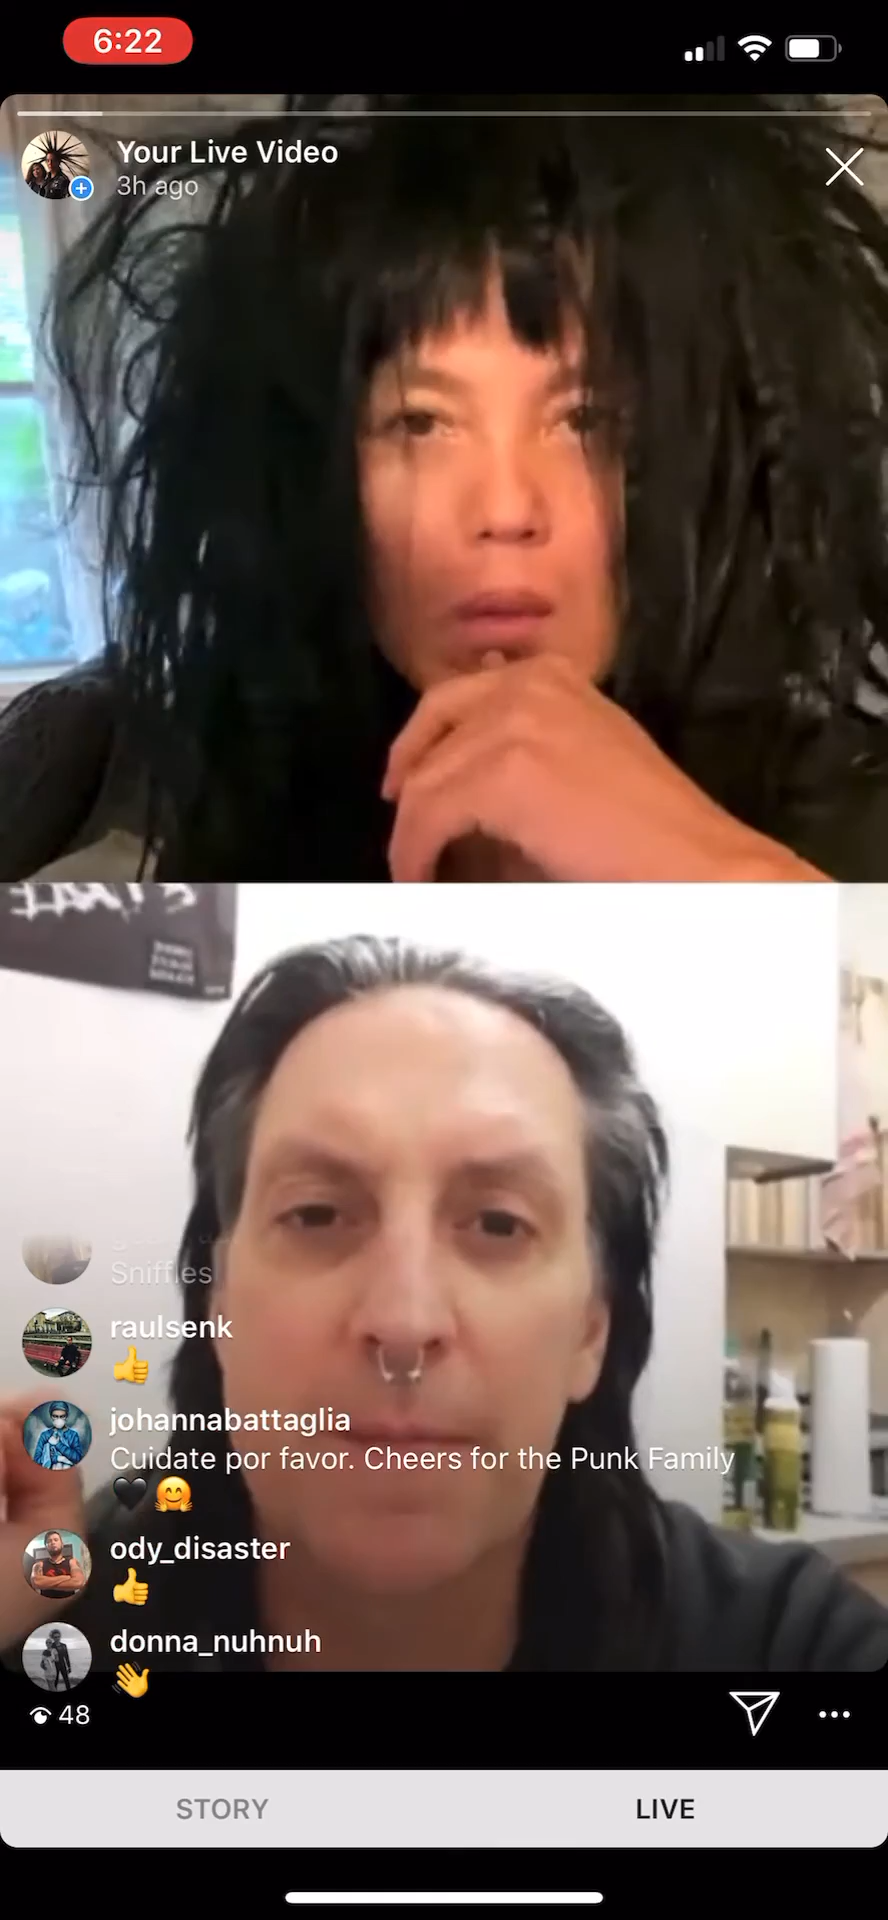 6:22
Your Live Video
3h ago
Sniffles
raulsenk
👍
johannabattaglia
Cuidate por favor. Cheers for the Punk Family
🖤🤗
ody_disaster
👍
donna_nuhnuh
👋
48
STORY
LIVE